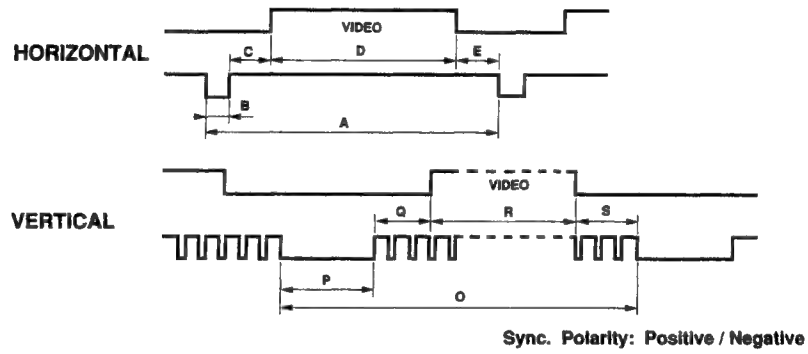 VIDEO
HORIZONTAL
C D E
B
A
VIDEO
VERTICAL
Q R S
P
O
Sync. Polarity: Positive / Negative